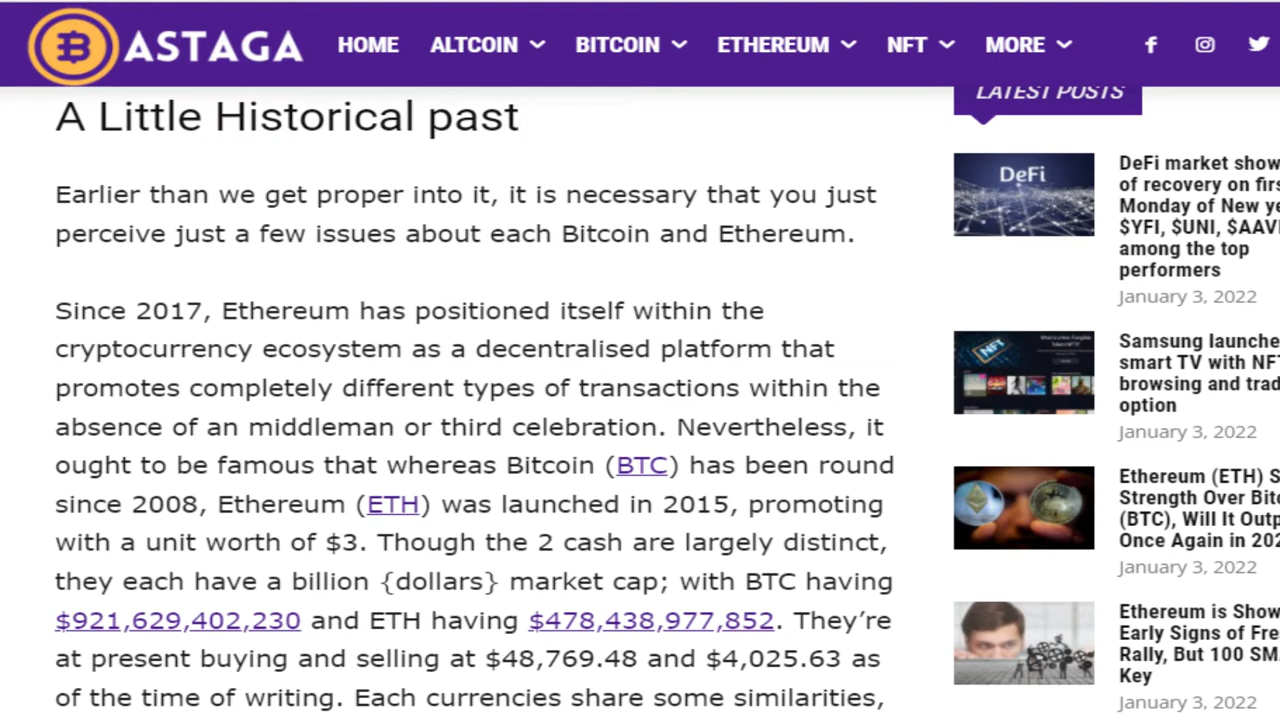 ASTAGA
HOME ALTCOIN BITCOIN ETHEREUM NFT MORE
A Little Historical past
Earlier than we get proper into it, it is necessary that you just
perceive just a few issues about each Bitcoin and Ethereum.
Since 2017, Ethereum has positioned itself within the
cryptocurrency ecosystem as a decentralised platform that
promotes completely different types of transactions within the
absence of an middleman or third celebration. Nevertheless, it
ought to be famous that whereas Bitcoin (BTC) has been round
since 2008, Ethereum (ETH) was launched in 2015, promoting
with a unit worth of $3. Though the 2 cash are largely distinct,
they each have a billion {dollars} market cap; with BTC having
$921,629,402,230 and ETH having $478,438,977,852. They’re
at present buying and selling at $48,769.48 and $4,025.63 as
of the time of writing. Each currencies share some similarities,
LATEST POSTS
DeFi
DeFi market show
of recovery on firs
Monday of New ye
$YFI, $UNI, $AAV
among the top
performers
January 3, 2022
NFT
Samsung launche
smart TV with NF
browsing and trad
option
January 3, 2022
Ethereum (ETH) S
Strength Over Bitc
(BTC), Will It Outp
Once Again in 202
January 3, 2022
Ethereum is Show
Early Signs of Fre
Rally, But 100 SM
Key
January 3, 2022